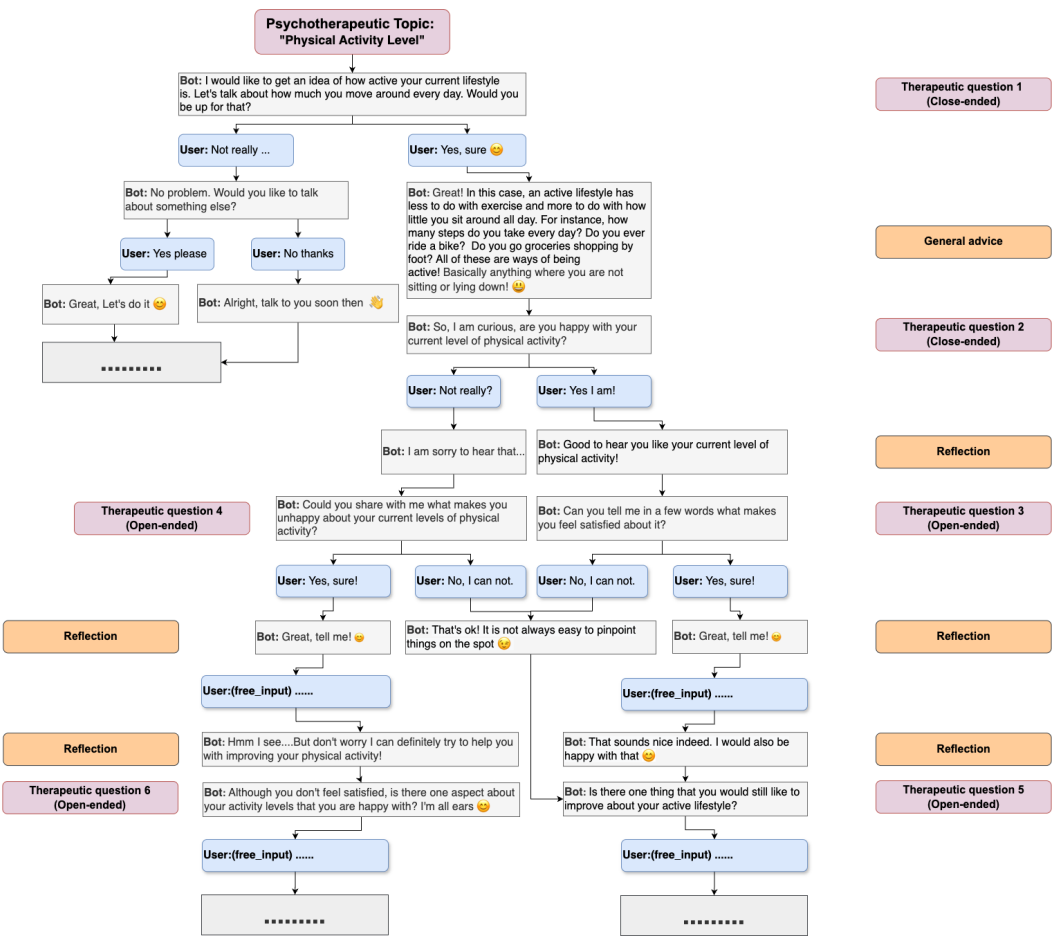 Psychotherapeutic Topic:
"Physical Activity Level"
Bot: I would like to get an idea of how active your current lifestyle
is. Let's talk about how much you move around every day. Would you
be up for that?
Therapeutic question 1
(Close-ended)
User: Not really ...
User: Yes, sure 😊
Bot: No problem. Would you like to talk
about something else?
Bot: Great! In this case, an active lifestyle has
less to do with exercise and more to do with how
little you sit around all day. For instance, how
many steps do you take every day? Do you ever
ride a bike? Do you go groceries shopping by
foot? All of these are ways of being
active! Basically anything where you are not
sitting or lying down! 😀
General advice
User: Yes please
User: No thanks
Bot: Great, Let's do it 😊
Bot: Alright, talk to you soon then 👋
.........
Bot: So, I am curious, are you happy with your
current level of physical activity?
Therapeutic question 2
(Close-ended)
User: Not really?
User: Yes I am!
Bot: I am sorry to hear that...
Bot: Good to hear you like your current level of
physical activity!
Reflection
Therapeutic question 4
(Open-ended)
Bot: Could you share with me what makes you
unhappy about your current levels of physical
activity?
Bot: Can you tell me in a few words what makes
you feel satisfied about it?
Therapeutic question 3
(Open-ended)
User: Yes, sure!
User: No, I can not.
User: No, I can not.
User: Yes, sure!
Reflection
Bot: Great, tell me! 😊
Bot: That's ok! It is not always easy to pinpoint
things on the spot 😉
Bot: Great, tell me! 😊
Reflection
User:(free_input) ......
User:(free_input) ......
Reflection
Bot: Hmm I see....But don't worry I can definitely try to help you
with improving your physical activity!
Bot: That sounds nice indeed. I would also be
happy with that 😊
Reflection
Therapeutic question 6
(Open-ended)
Bot: Although you don't feel satisfied, is there one aspect about
your activity levels that you are happy with? I'm all ears 😊
Bot: Is there one thing that you would still like to
improve about your active lifestyle?
Therapeutic question 5
(Open-ended)
User:(free_input) ......
User:(free_input) ......
.........
.........